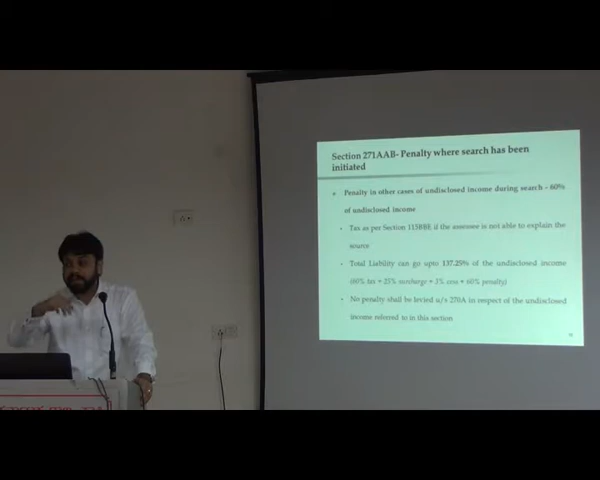 Section 271AAB- Penalty where search has been
initiated
Penalty in other cases of undisclosed income during search - 60%
of undisclosed income
Tax as per Section 115BBE if the assessee is not able to explain the
source
Total Liability can go upto 137.25% of the undisclosed income
(60% tax + 25% surcharge + 3% cess + 60% penalty)
No penalty shall be levied u/s 270A in respect of the undisclosed
income referred to in this section